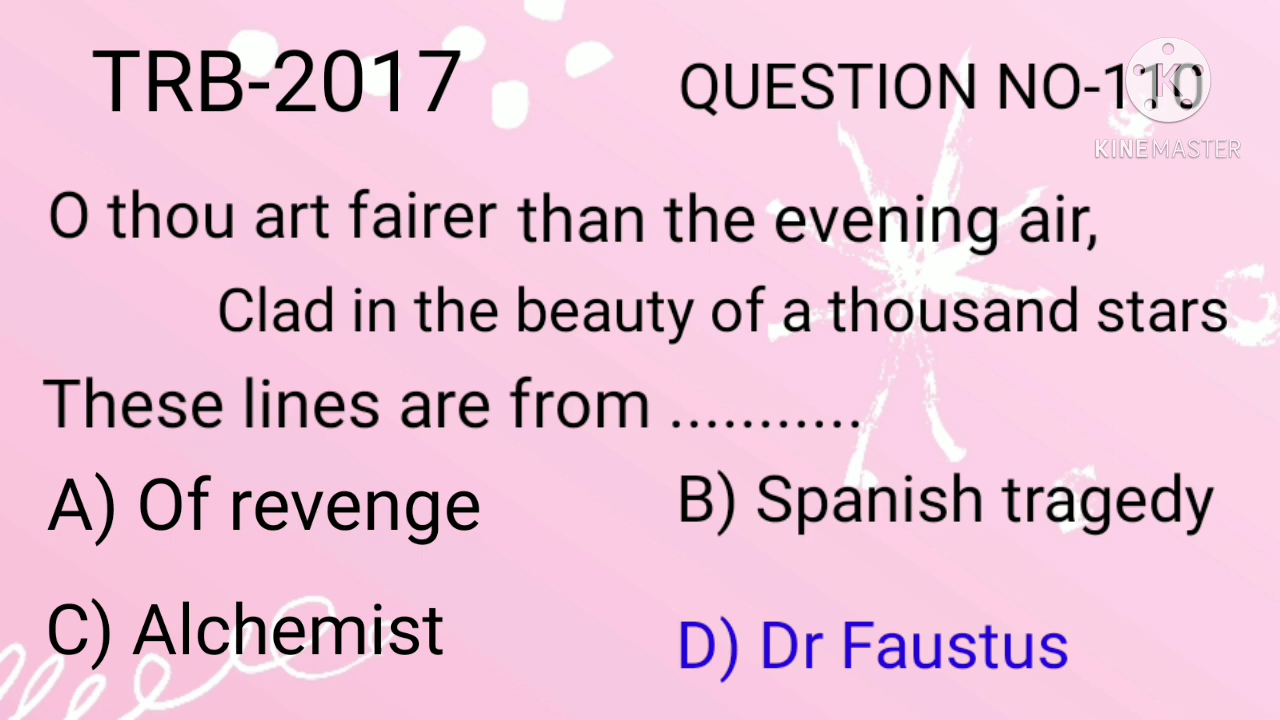 TRB-2017
QUESTION NO-110
KINEMASTER
O thou art fairer than the evening air,
Clad in the beauty of a thousand stars
These lines are from ...........
A) Of revenge
B) Spanish tragedy
C) Alchemist
D) Dr Faustus